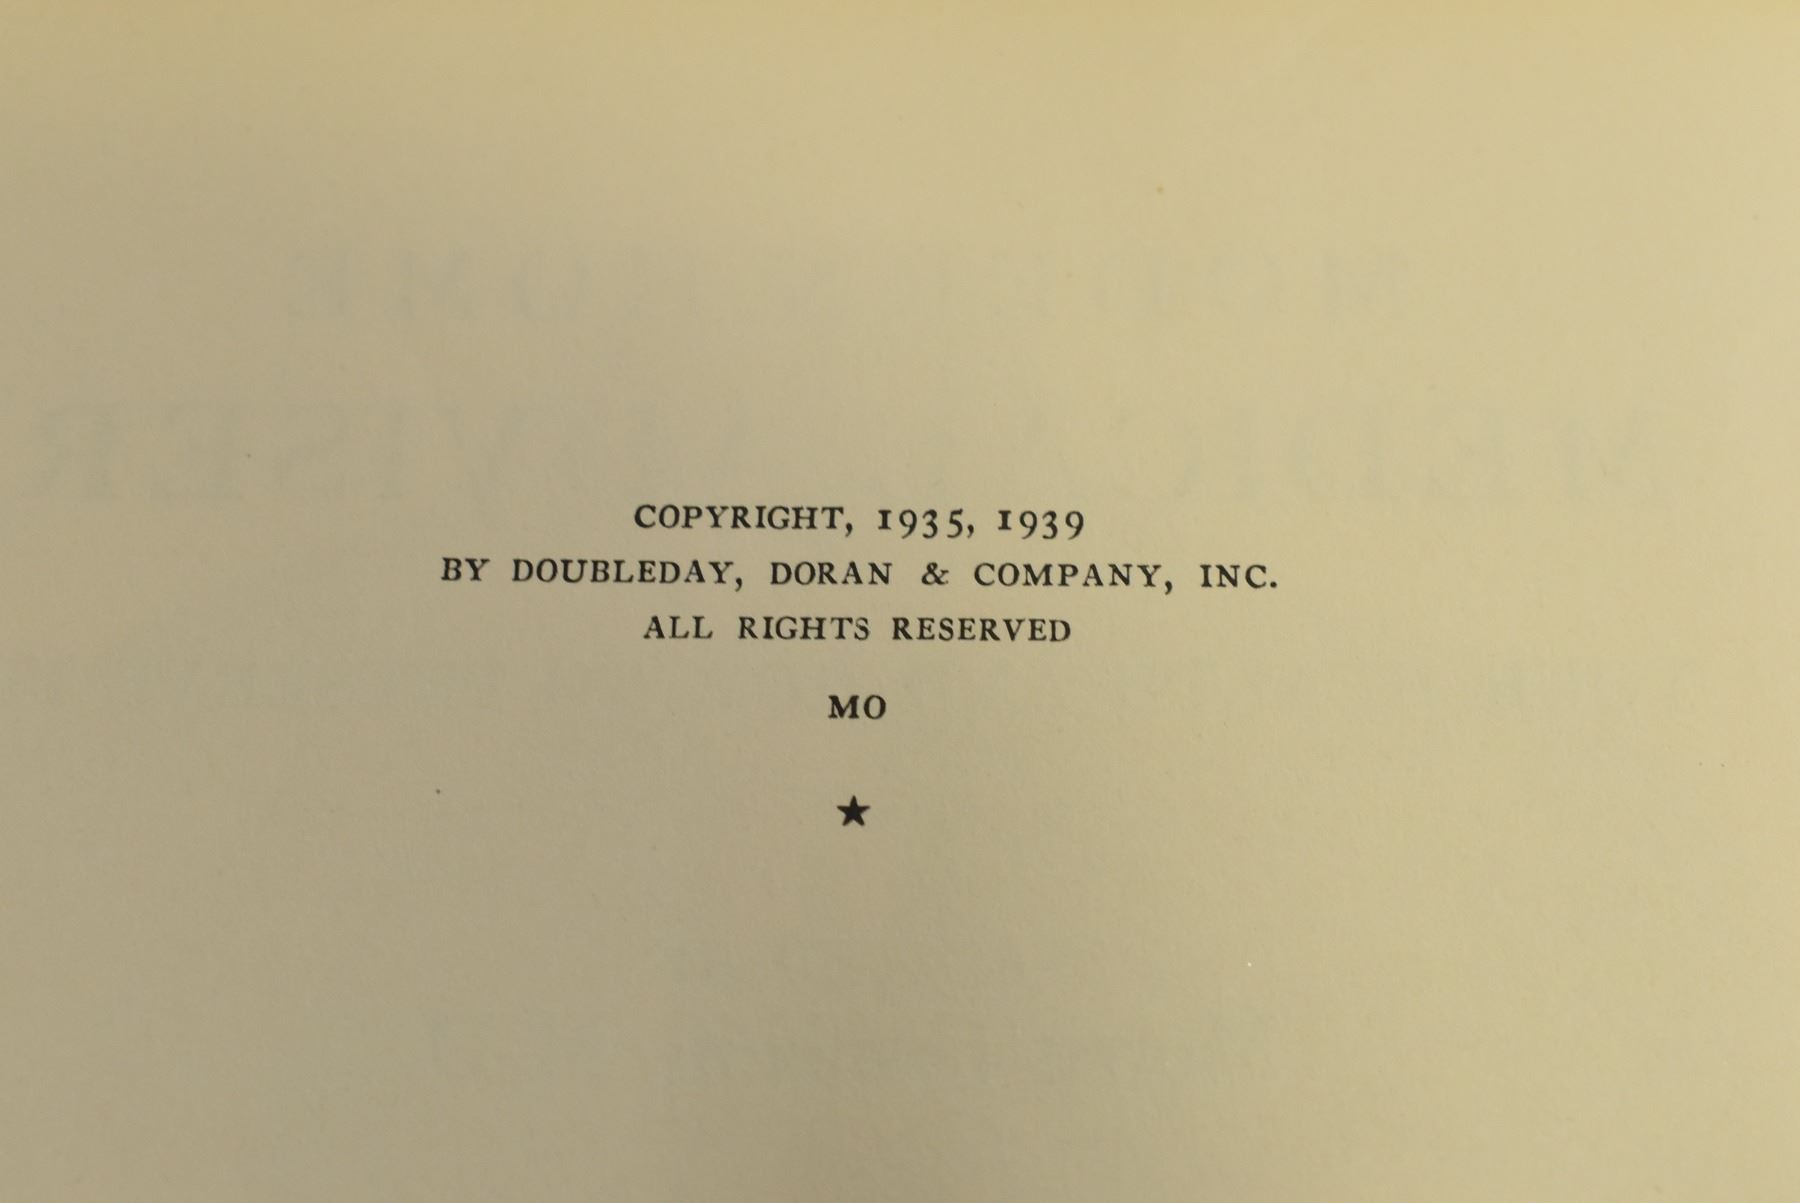 COPYRIGHT, 1935, 1939
BY DOUBLEDAY, DORAN & COMPANY, INC.
ALL RIGHTS RESERVED
MO
★